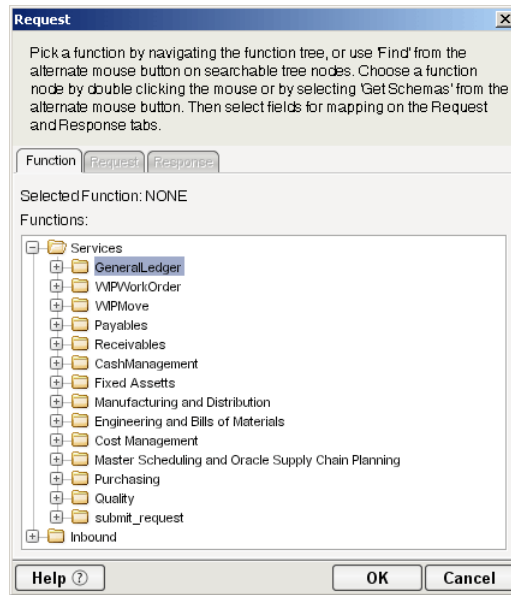 Request
Pick a function by navigating the function tree, or use 'Find' from the
alternate mouse button on searchable tree nodes. Choose a function
node by double clicking the mouse or by selecting 'Get Schemas' from the
alternate mouse button. Then select fields for mapping on the Request
and Response tabs.
Function Request Response
Selected Function: NONE
Functions:
Services
GeneralLedger
WIPWorkOrder
WIPMove
Payables
Receivables
CashManagement
Fixed Assetts
Manufacturing and Distribution
Engineering and Bills of Materials
Cost Management
Master Scheduling and Oracle Supply Chain Planning
Purchasing
Quality
submit_request
Inbound
Help ? OK Cancel